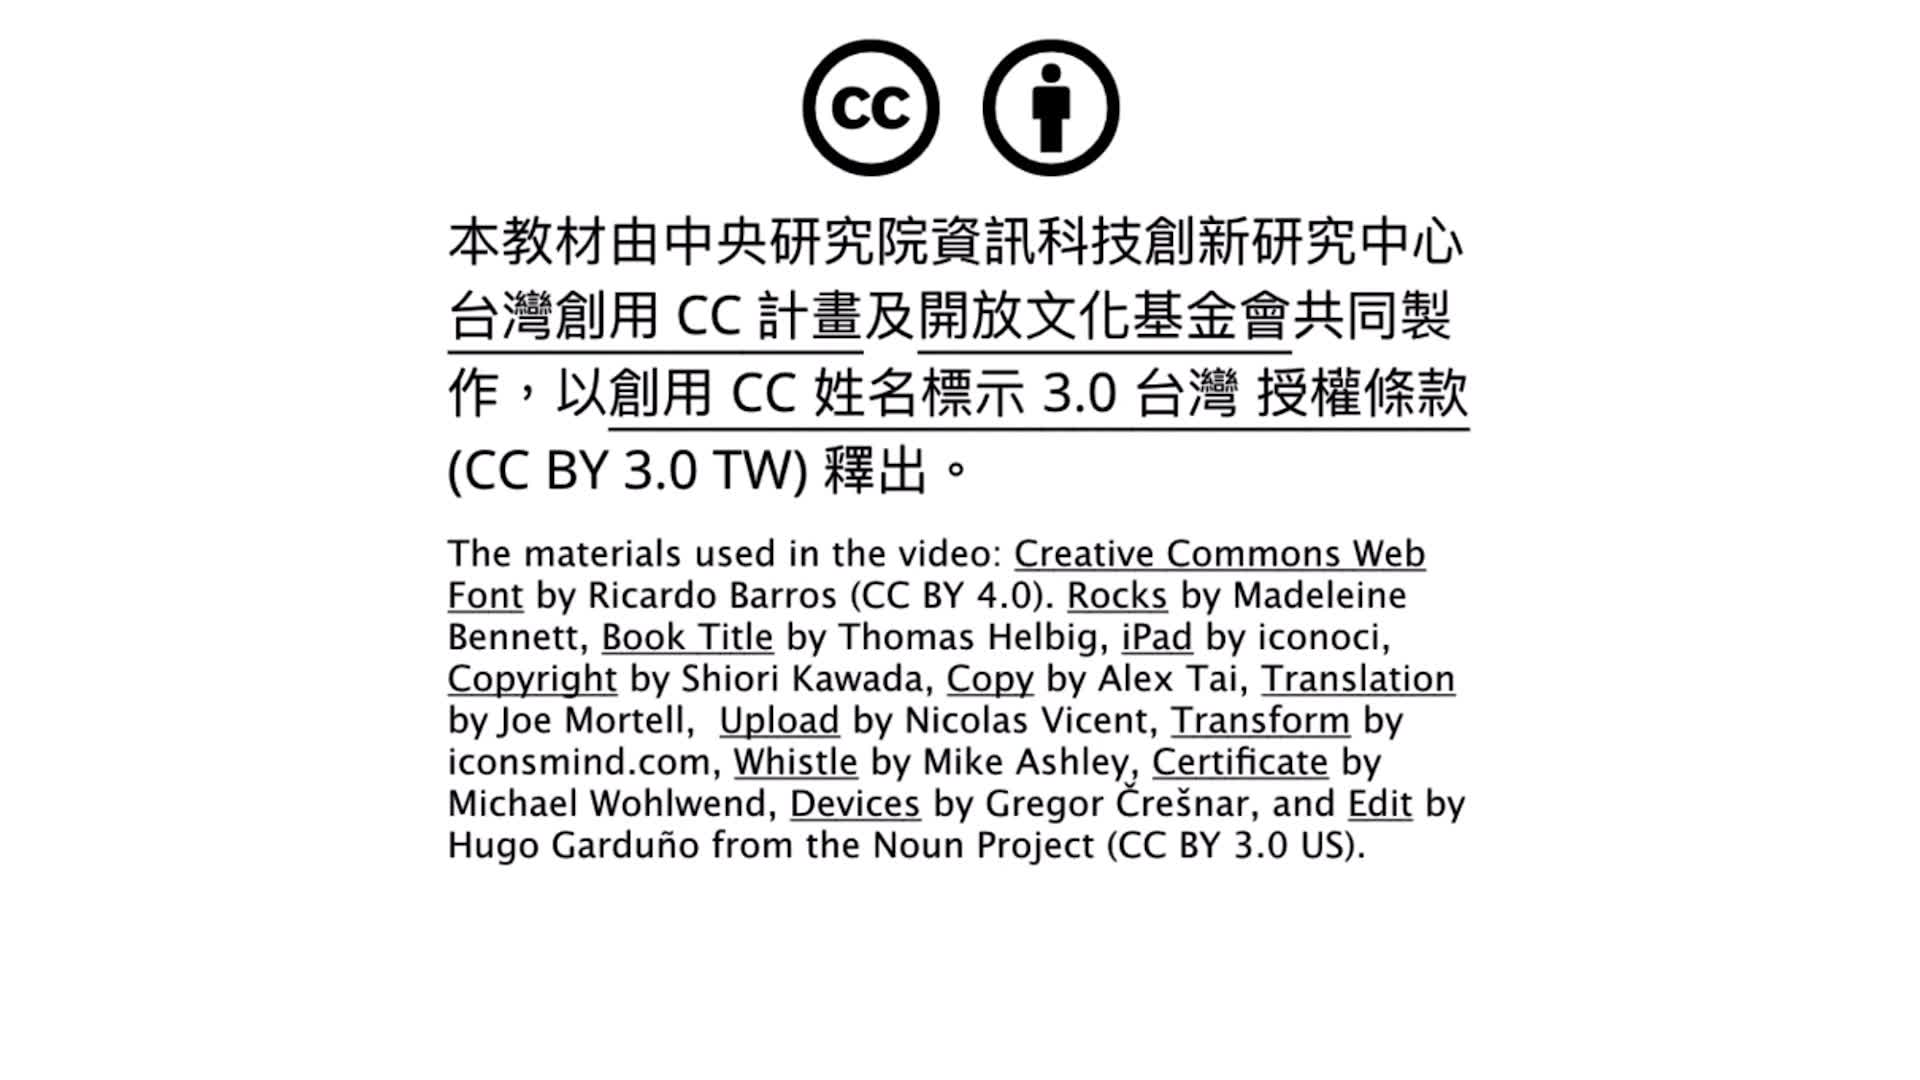 cc
本教材由中央研究院資訊科技創新研究中心
台灣創用 CC 計畫及開放文化基金會共同製
作，以創用 CC 姓名標示 3.0 台灣 授權條款
(CC BY 3.0 TW) 釋出。
The materials used in the video: Creative Commons Web
Font by Ricardo Barros (CC BY 4.0). Rocks by Madeleine
Bennett, Book Title by Thomas Helbig, iPad by iconoci,
Copyright by Shiori Kawada, Copy by Alex Tai, Translation
by Joe Mortell,  Upload by Nicolas Vicent, Transform by
iconsmind.com, Whistle by Mike Ashley, Certificate by
Michael Wohlwend, Devices by Gregor Črešnar, and Edit by
Hugo Garduño from the Noun Project (CC BY 3.0 US).